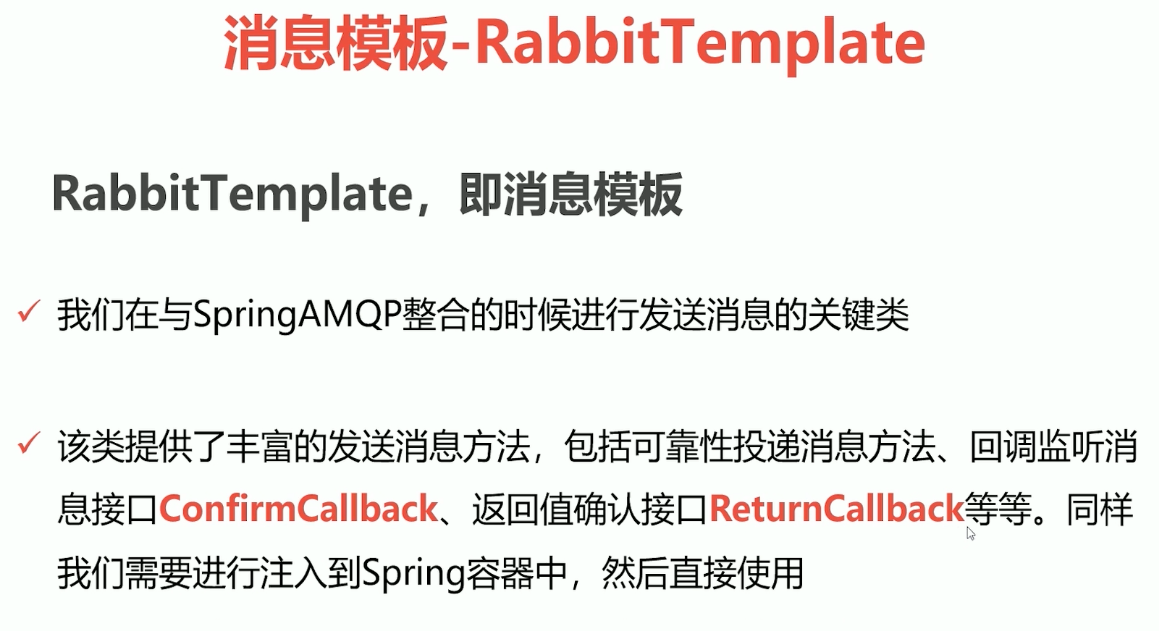 消息模板-RabbitTemplate
RabbitTemplate，即消息模板
我们在与SpringAMQP整合的时候进行发送消息的关键类
该类提供了丰富的发送消息方法，包括可靠性投递消息方法、回调监听消
息接口ConfirmCallback、返回值确认接口ReturnCallback等等。同样
我们需要进行注入到Spring容器中，然后直接使用